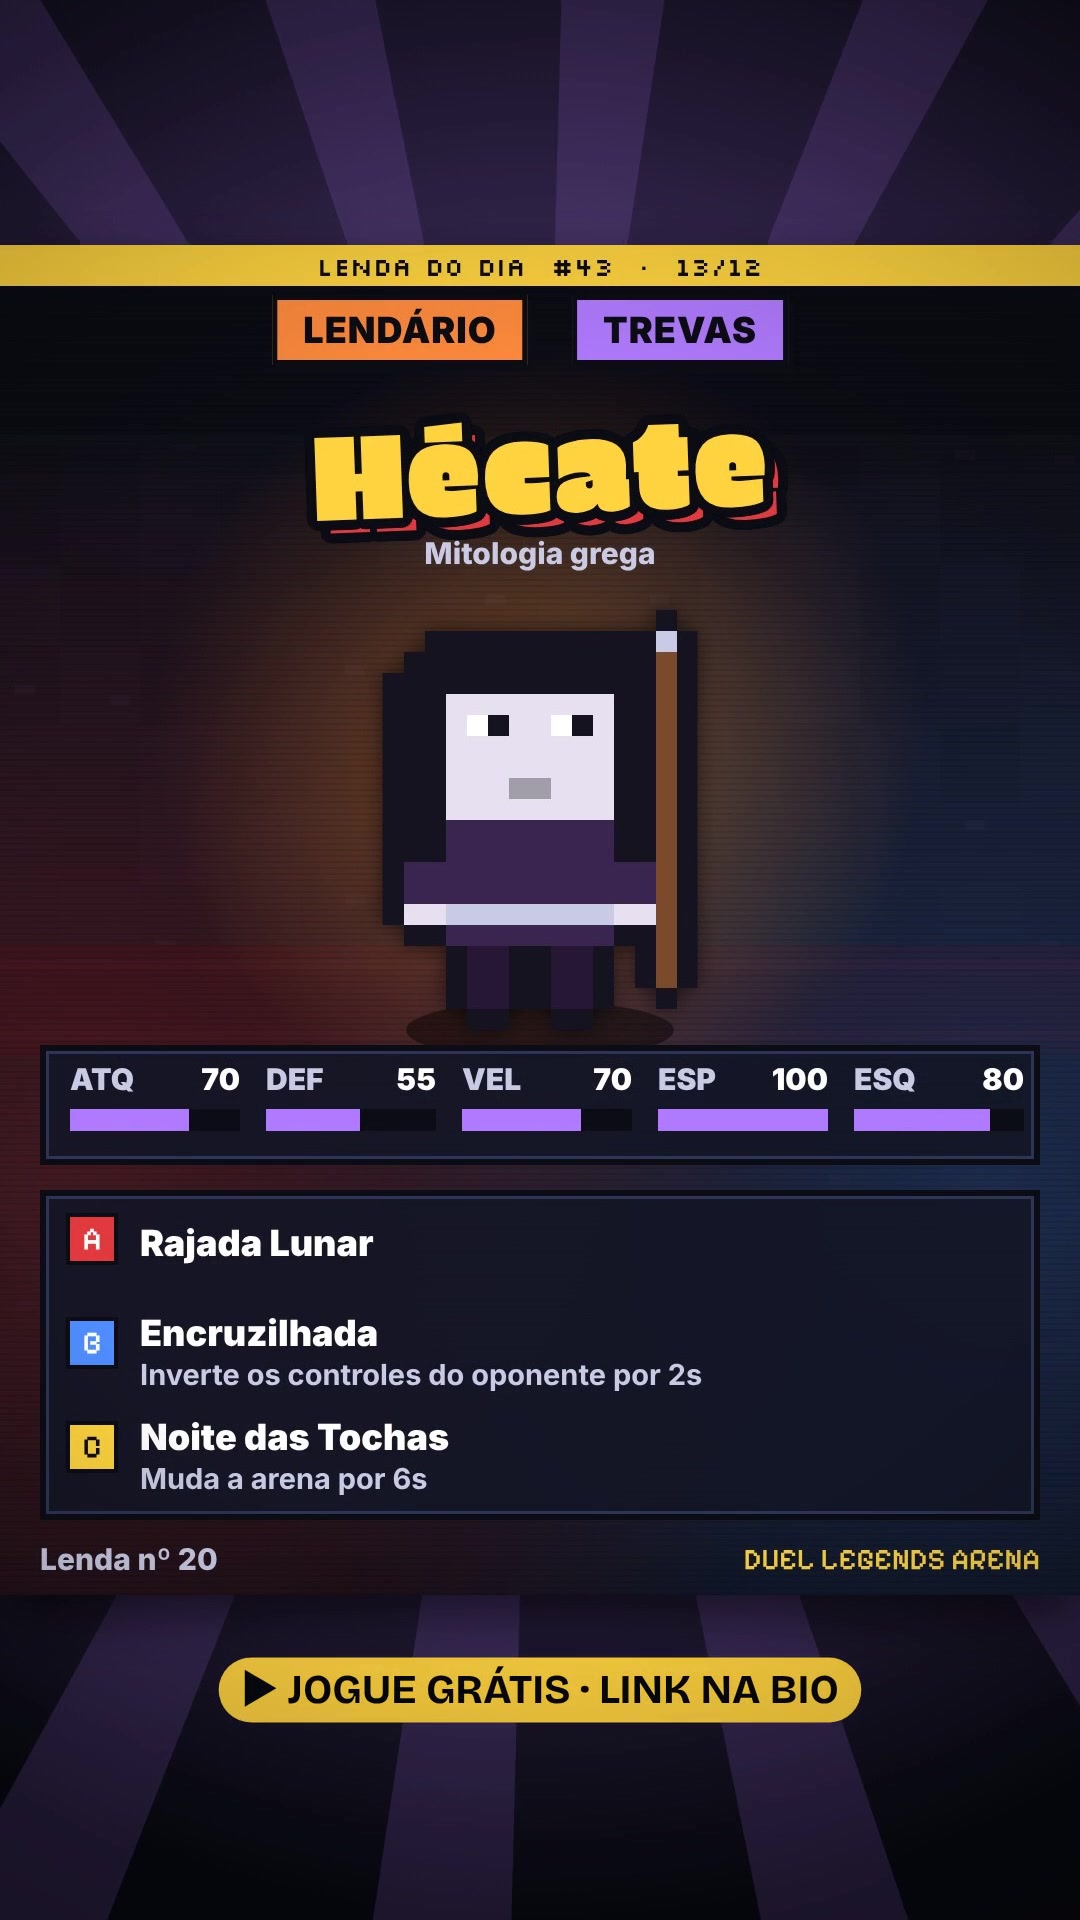 LENDA DO DIA #43 · 13/12
LENDÁRIO TREVAS
Hécate
Mitologia grega
ATQ 70 DEF 55 VEL 70 ESP 100 ESQ 80
A Rajada Lunar
B Encruzilhada
Inverte os controles do oponente por 2s
C Noite das Tochas
Muda a arena por 6s
Lenda nº 20 DUEL LEGENDS ARENA
▶ JOGUE GRÁTIS · LINK NA BIO